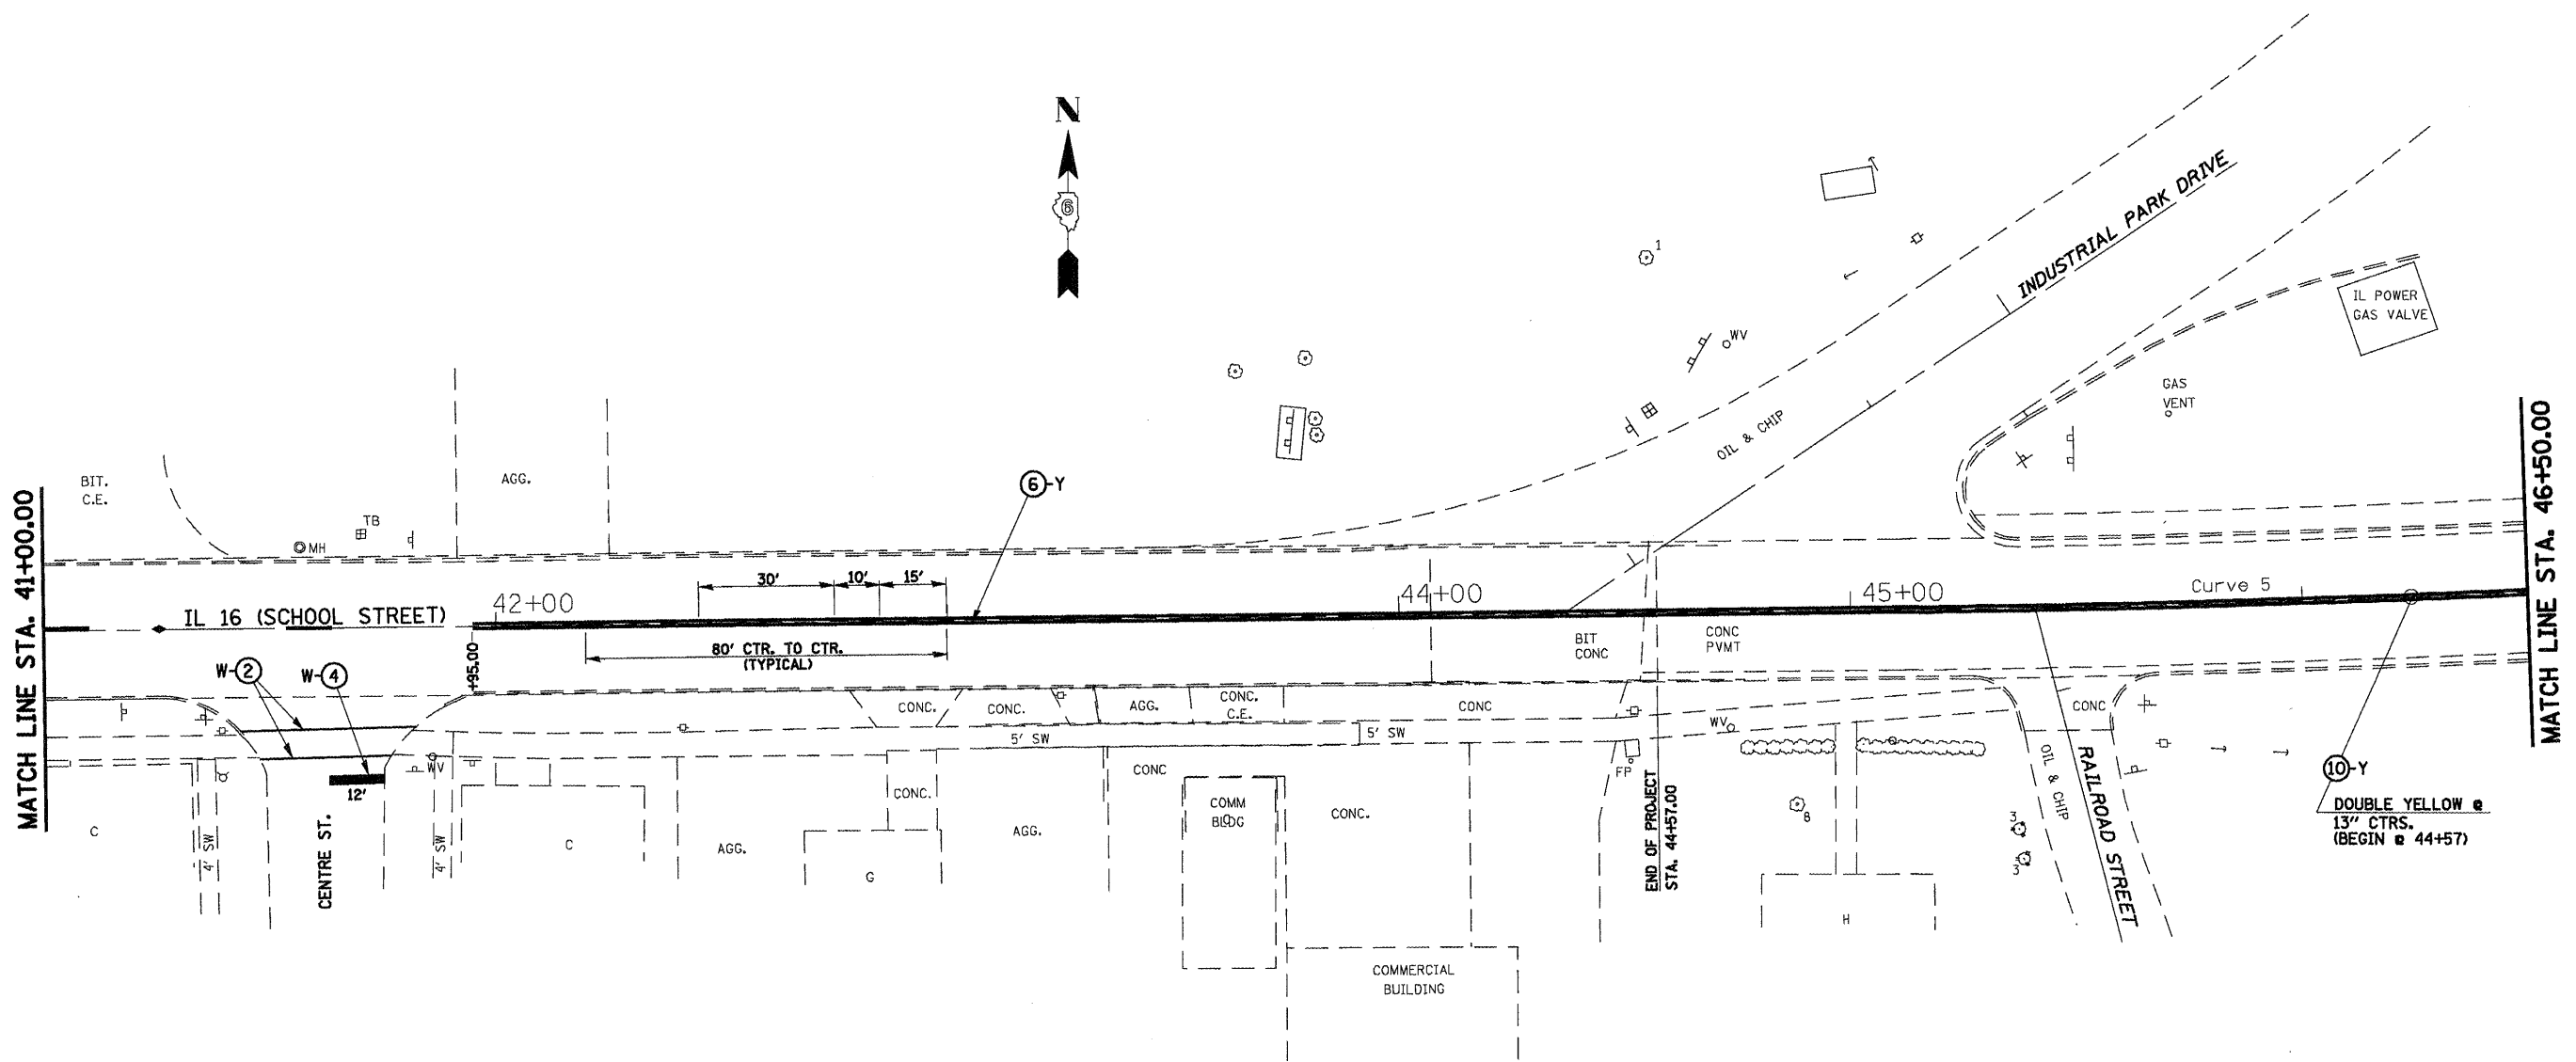 N
6
1
INDUSTRIAL PARK DRIVE
IL POWER
GAS VALVE
WV
GAS
VENT
OIL & CHIP
MATCH LINE STA. 41+00.00
MATCH LINE STA. 46+50.00
BIT.
C.E.
AGG.
6-Y
TB
MH
30' 10' 15'
42+00
44+00
45+00
Curve 5
IL 16 (SCHOOL STREET)
+95.00
80' CTR. TO CTR.
(TYPICAL)
BIT
CONC
CONC
PVMT
W-2
W-4
CONC.
CONC.
AGG.
CONC.
C.E.
CONC
CONC
WV
5' SW
5' SW
WV
12'
FP
CONC
CONC.
COMM
BLDG
CONC.
C
4' SW
CENTRE ST.
4' SW
C
AGG.
G
AGG.
END OF PROJECT
STA. 44+57.00
8
3
3
OIL & CHIP
RAILROAD STREET
10-Y
DOUBLE YELLOW @
13" CTRS.
(BEGIN @ 44+57)
H
COMMERCIAL
BUILDING